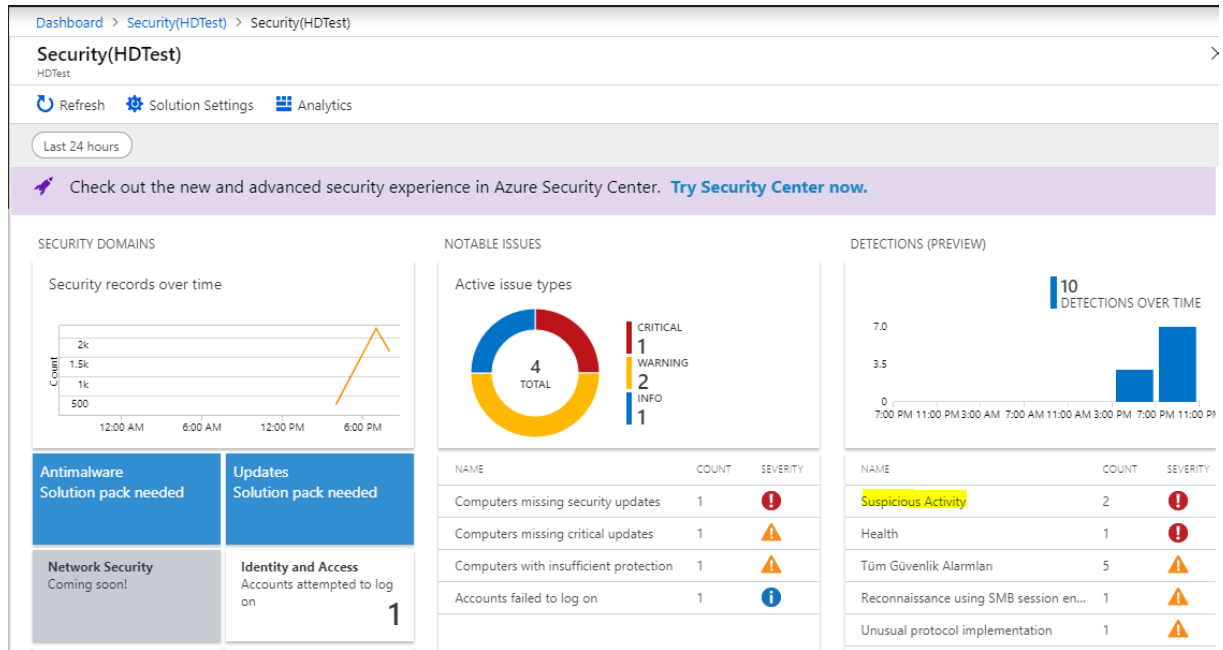 Dashboard > Security(HDTest) > Security(HDTest)
Security(HDTest)
HDTest
Refresh Solution Settings Analytics
Last 24 hours
Check out the new and advanced security experience in Azure Security Center. Try Security Center now.
SECURITY DOMAINS
Security records over time
Count
2k
1.5k
1k
500
12:00 AM 6:00 AM 12:00 PM 6:00 PM
Antimalware
Solution pack needed
Updates
Solution pack needed
Network Security
Coming soon!
Identity and Access
Accounts attempted to log
on
1
NOTABLE ISSUES
Active issue types
4
TOTAL
CRITICAL
1
WARNING
2
INFO
1
NAME COUNT SEVERITY
Computers missing security updates 1
Computers missing critical updates 1
Computers with insufficient protection 1
Accounts failed to log on 1
DETECTIONS (PREVIEW)
10
DETECTIONS OVER TIME
7.0
3.5
0
7:00 PM 11:00 PM 3:00 AM 7:00 AM 11:00 AM 3:00 PM 7:00 PM 11:00 PM
NAME COUNT SEVERITY
Suspicious Activity 2
Health 1
Tüm Güvenlik Alarmları 5
Reconnaissance using SMB session en... 1
Unusual protocol implementation 1